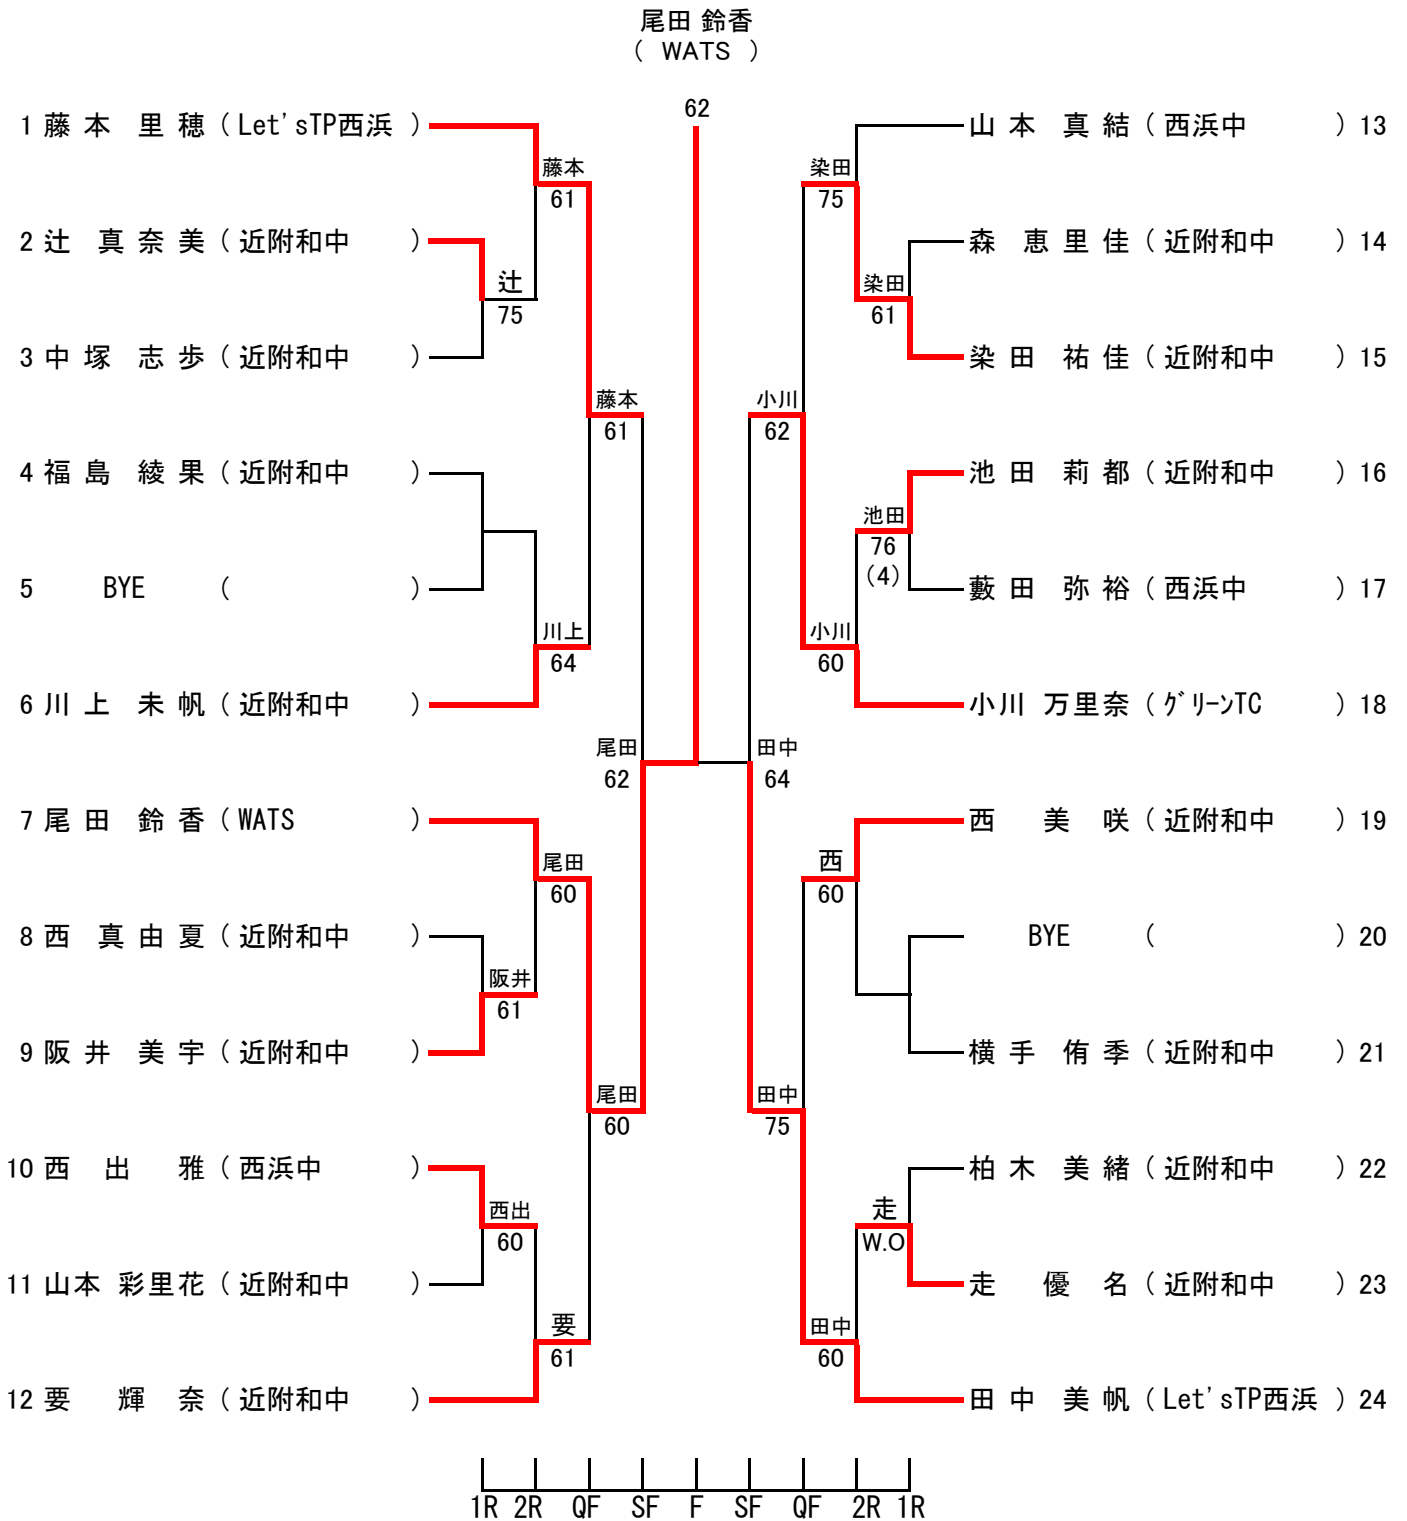 尾田 鈴香
( WATS )
62
1 藤本 里穂 ( Let'sTP西浜 )
2 辻 真奈美 ( 近附和中 )
3 中塚 志歩 ( 近附和中 )
4 福島 綾果 ( 近附和中 )
5 BYE ( )
6 川上 未帆 ( 近附和中 )
7 尾田 鈴香 ( WATS )
8 西 真由夏 ( 近附和中 )
9 阪井 美宇 ( 近附和中 )
10 西出 雅 ( 西浜中 )
11 山本 彩里花 ( 近附和中 )
12 要 輝奈 ( 近附和中 )
辻
75
阪井
61
西出
60
藤本
61
川上
64
尾田
60
要
61
藤本
61
尾田
60
尾田
62
田中
64
小川
62
田中
75
染田
75
小川
60
西
60
田中
60
染田
61
池田
76
(4)
走
W.O
山本 真結 ( 西浜中 ) 13
森 恵里佳 ( 近附和中 ) 14
染田 祐佳 ( 近附和中 ) 15
池田 莉都 ( 近附和中 ) 16
藪田 弥裕 ( 西浜中 ) 17
小川 万里奈 ( ｸﾞﾘｰﾝTC ) 18
西 美咲 ( 近附和中 ) 19
BYE ( ) 20
横手 侑季 ( 近附和中 ) 21
柏木 美緒 ( 近附和中 ) 22
走 優名 ( 近附和中 ) 23
田中 美帆 ( Let'sTP西浜 ) 24
1R 2R QF SF F SF QF 2R 1R